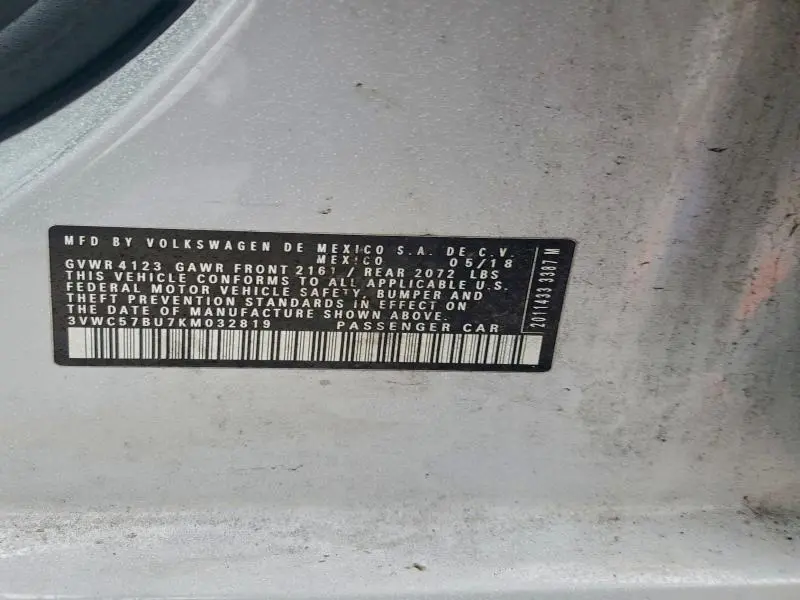 MFD BY VOLKSWAGEN DE MEXICO S.A. DE C.V.
MEXICO 05/18
GVWR 4123 GAWR FRONT 2161 / REAR 2072 LBS
THIS VEHICLE CONFORMS TO ALL APPLICABLE U.S.
FEDERAL MOTOR VEHICLE SAFETY, BUMPER AND
THEFT PREVENTION STANDARDS IN EFFECT ON
THE DATE OF MANUFACTURE SHOWN ABOVE.
3VWC57BU7KM032819 PASSENGER CAR
2011433 3387 M